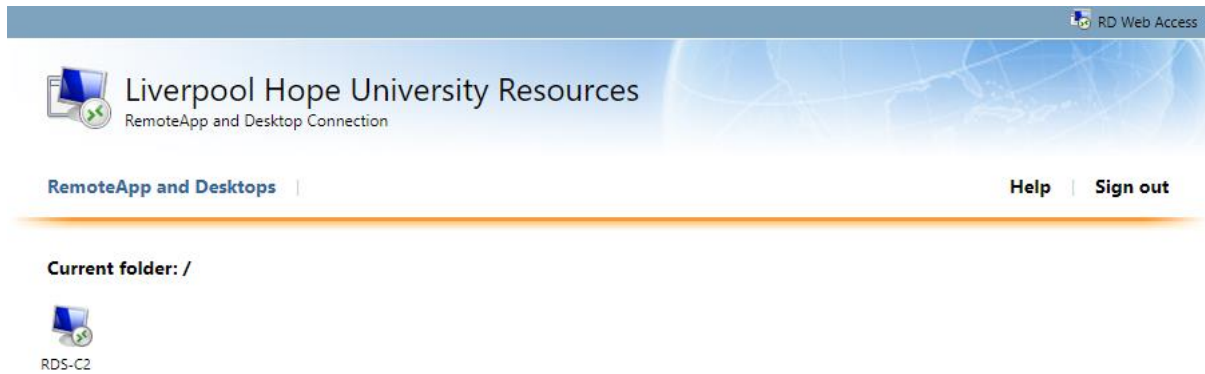 RD Web Access
Liverpool Hope University Resources
RemoteApp and Desktop Connection
RemoteApp and Desktops | Help | Sign out
Current folder: /
RDS-C2